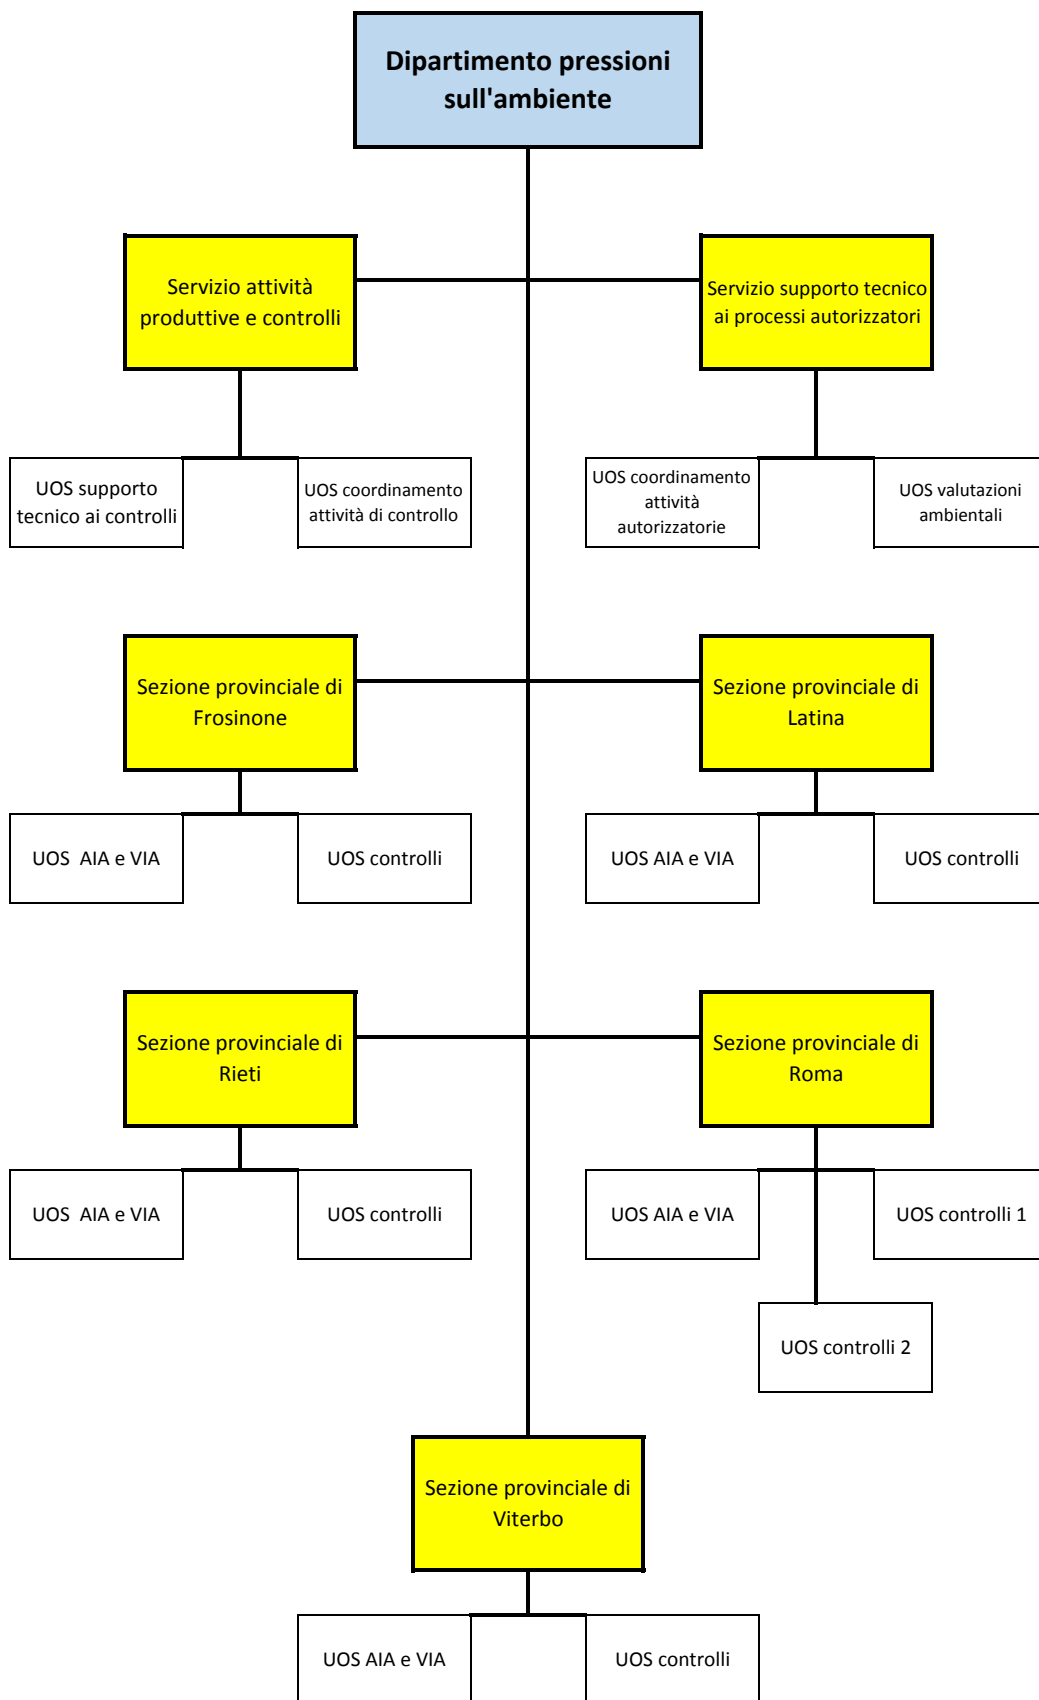 Dipartimento pressioni
sull'ambiente
Servizio attività
produttive e controlli
Servizio supporto tecnico
ai processi autorizzatori
UOS supporto
tecnico ai controlli
UOS coordinamento
attività di controllo
UOS coordinamento
attività
autorizzatorie
UOS valutazioni
ambientali
Sezione provinciale di
Frosinone
Sezione provinciale di
Latina
UOS  AIA e VIA
UOS controlli
UOS AIA e VIA
UOS controlli
Sezione provinciale di
Rieti
Sezione provinciale di
Roma
UOS  AIA e VIA
UOS controlli
UOS AIA e VIA
UOS controlli 1
UOS controlli 2
Sezione provinciale di
Viterbo
UOS AIA e VIA
UOS controlli